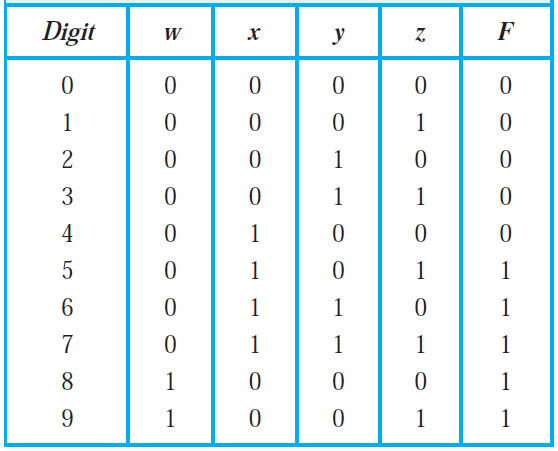 Digit w x y z F
0 0 0 0 0 0
1 0 0 0 1 0
2 0 0 1 0 0
3 0 0 1 1 0
4 0 1 0 0 0
5 0 1 0 1 1
6 0 1 1 0 1
7 0 1 1 1 1
8 1 0 0 0 1
9 1 0 0 1 1